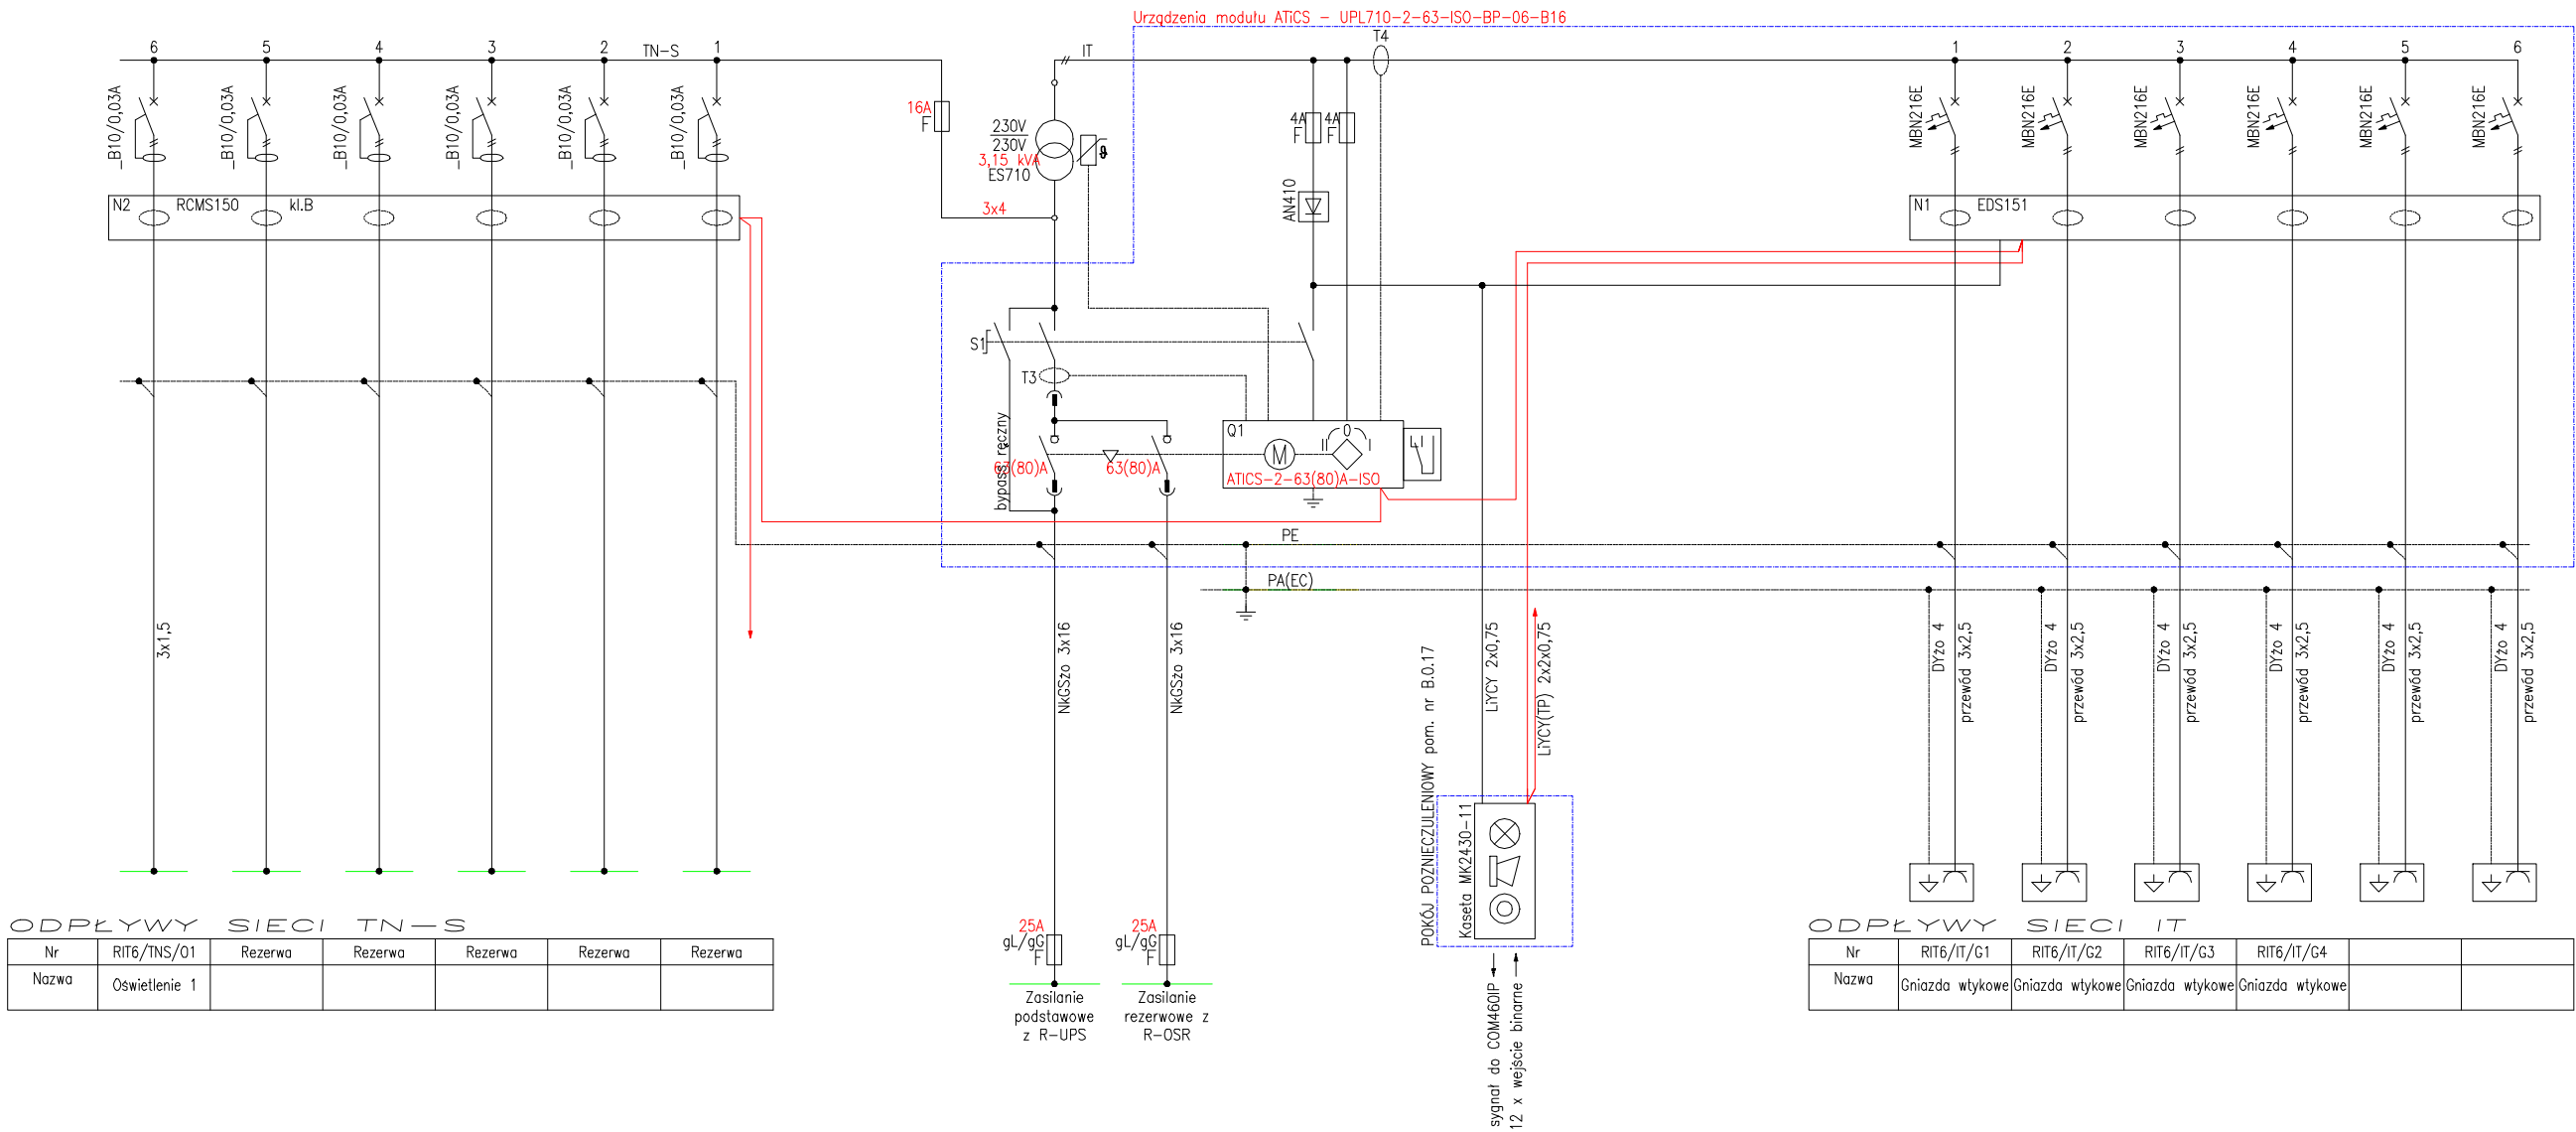 Urządzenia modułu ATiCS - UPL710-2-63-ISO-BP-06-B16
6 5 4 3 2 TN-S 1
IT
T4
1 2 3 4 5 6
_B10/0,03A
_B10/0,03A
_B10/0,03A
_B10/0,03A
_B10/0,03A
_B10/0,03A
16A
F
230V
230V
3,15 kVA
ES710
ϑ
4A
F
4A
F
MBN216E
MBN216E
MBN216E
MBN216E
MBN216E
MBN216E
N2 RCMS150 kl.B
3x4
AN410
N1 EDS151
S1
T3
bypass ręczny
63(80)A
63(80)A
Q1
M
II 0 I
ATICS-2-63(80)A-ISO
PE
PA(EC)
3x1,5
NkGSżo 3x16
NkGSżo 3x16
POKÓJ POZNIECZULENIOWY pom. nr B.0.17
LiYCY 2x0,75
LiYCY(TP) 2x2x0,75
Kaseta MK2430-11
DYżo 4
przewód 3x2,5
DYżo 4
przewód 3x2,5
DYżo 4
przewód 3x2,5
DYżo 4
przewód 3x2,5
DYżo 4
przewód 3x2,5
DYżo 4
przewód 3x2,5
ODPŁYWY SIECI TN-S
Nr RIT6/TNS/O1 Rezerwa Rezerwa Rezerwa Rezerwa Rezerwa
Nazwa Oświetlenie 1
25A
gL/gG
F
25A
gL/gG
F
Zasilanie
podstawowe
z R-UPS
Zasilanie
rezerwowe z
R-OSR
sygnał do COM460IP
12 x wejście binarne
ODPŁYWY SIECI IT
Nr RIT6/IT/G1 RIT6/IT/G2 RIT6/IT/G3 RIT6/IT/G4
Nazwa Gniazda wtykowe Gniazda wtykowe Gniazda wtykowe Gniazda wtykowe